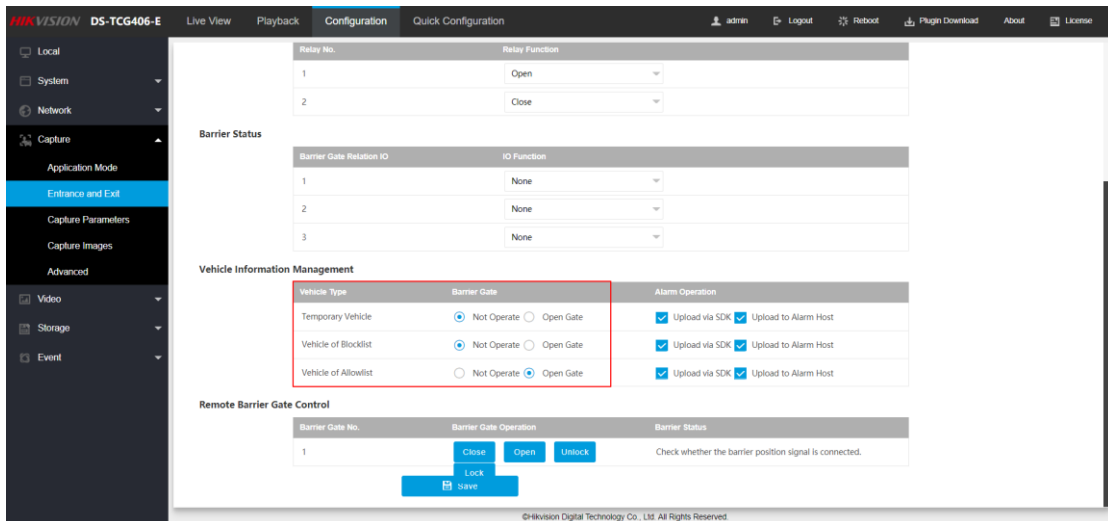 HIKVISION DS-TCG406-E Live View Playback Configuration Quick Configuration admin Logout Reboot Plugin Download About License
Local
System
Network
Capture
Application Mode
Entrance and Exit
Capture Parameters
Capture Images
Advanced
Video
Storage
Event
Relay No. Relay Function
1 Open
2 Close
Barrier Status
Barrier Gate Relation IO IO Function
1 None
2 None
3 None
Vehicle Information Management
Vehicle Type Barrier Gate Alarm Operation
Temporary Vehicle Not Operate Open Gate Upload via SDK Upload to Alarm Host
Vehicle of Blocklist Not Operate Open Gate Upload via SDK Upload to Alarm Host
Vehicle of Allowlist Not Operate Open Gate Upload via SDK Upload to Alarm Host
Remote Barrier Gate Control
Barrier Gate No. Barrier Gate Operation Barrier Status
1 Close Open Unlock Check whether the barrier position signal is connected.
Lock
Save
©Hikvision Digital Technology Co., Ltd. All Rights Reserved.